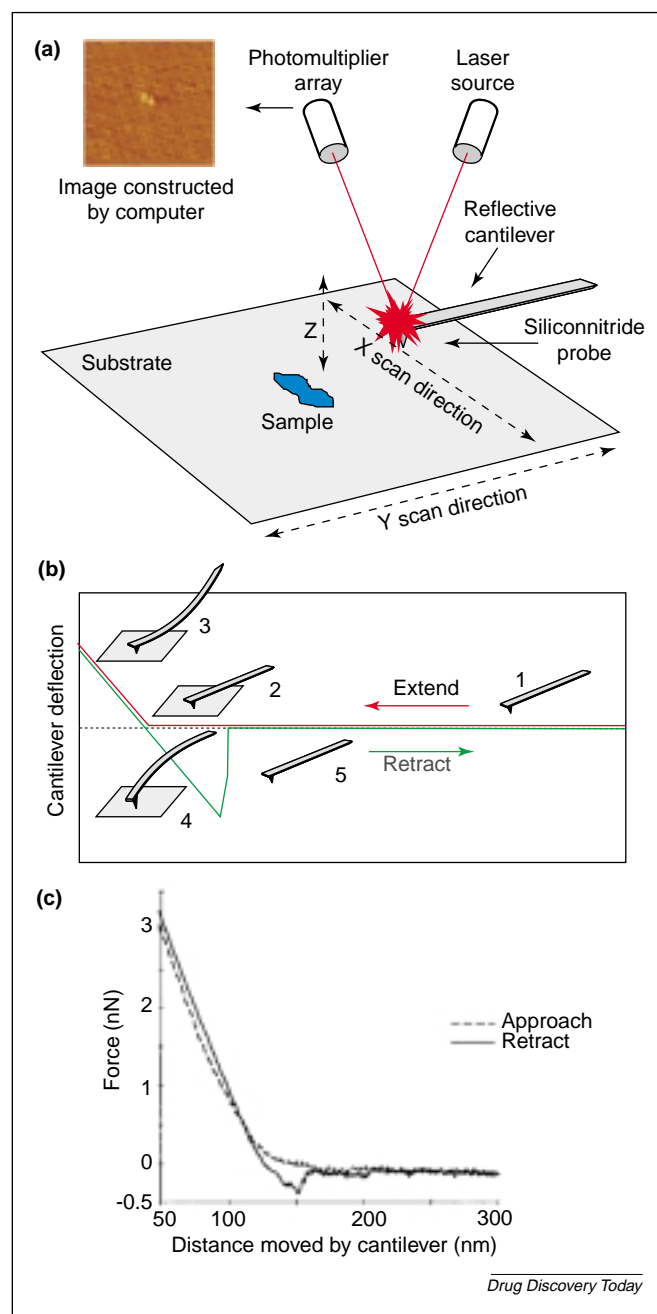 (a)
Photomultiplier
array
Laser
source
Image constructed
by computer
Reflective
cantilever
Siliconnitride
probe
Z
Substrate
X scan direction
Sample
Y scan direction
(b)
Cantilever deflection
3
2
1
Extend
5
Retract
4
(c)
Force (nN)
3
2
1
0
-0.5
Approach
Retract
50
100
200
300
Distance moved by cantilever (nm)
Drug Discovery Today